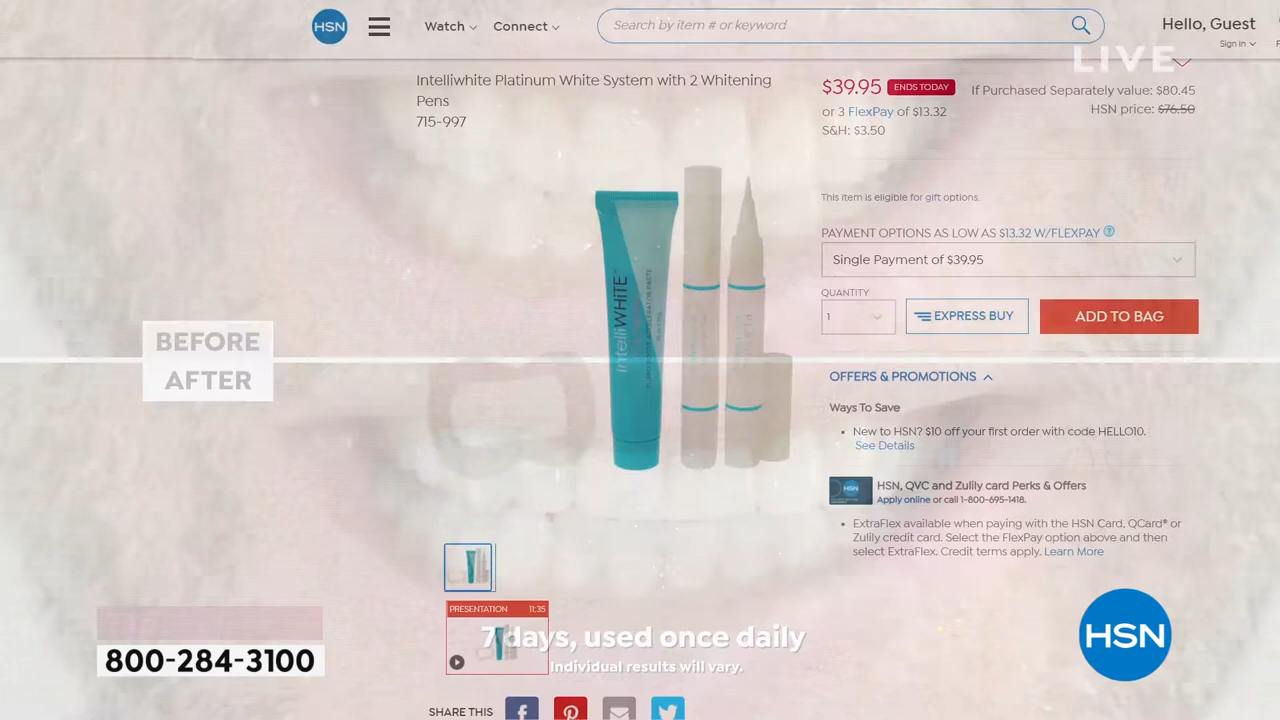 HSN
Watch
Connect
Search by item # or keyword
Hello, Guest
Sign In
LIVE
Intelliwhite Platinum White System with 2 Whitening
Pens
715-997
$39.95 ENDS TODAY
or 3 FlexPay of $13.32
S&H: $3.50
If Purchased Separately value: $80.45
HSN price: $76.50
This item is eligible for gift options.
PAYMENT OPTIONS AS LOW AS $13.32 W/FLEXPAY
Single Payment of $39.95
QUANTITY
1
EXPRESS BUY
ADD TO BAG
BEFORE
AFTER
intelliWHiTE
OFFERS & PROMOTIONS
Ways To Save
New to HSN? $10 off your first order with code HELLO10.
See Details
HSN
HSN, QVC and Zulily card Perks & Offers
Apply online or call 1-800-695-1418.
ExtraFlex available when paying with the HSN Card, QCard® or
Zulily credit card. Select the FlexPay option above and then
select ExtraFlex. Credit terms apply. Learn More
PRESENTATION 11:35
7 days, used once daily
Individual results will vary.
800-284-3100
HSN
SHARE THIS